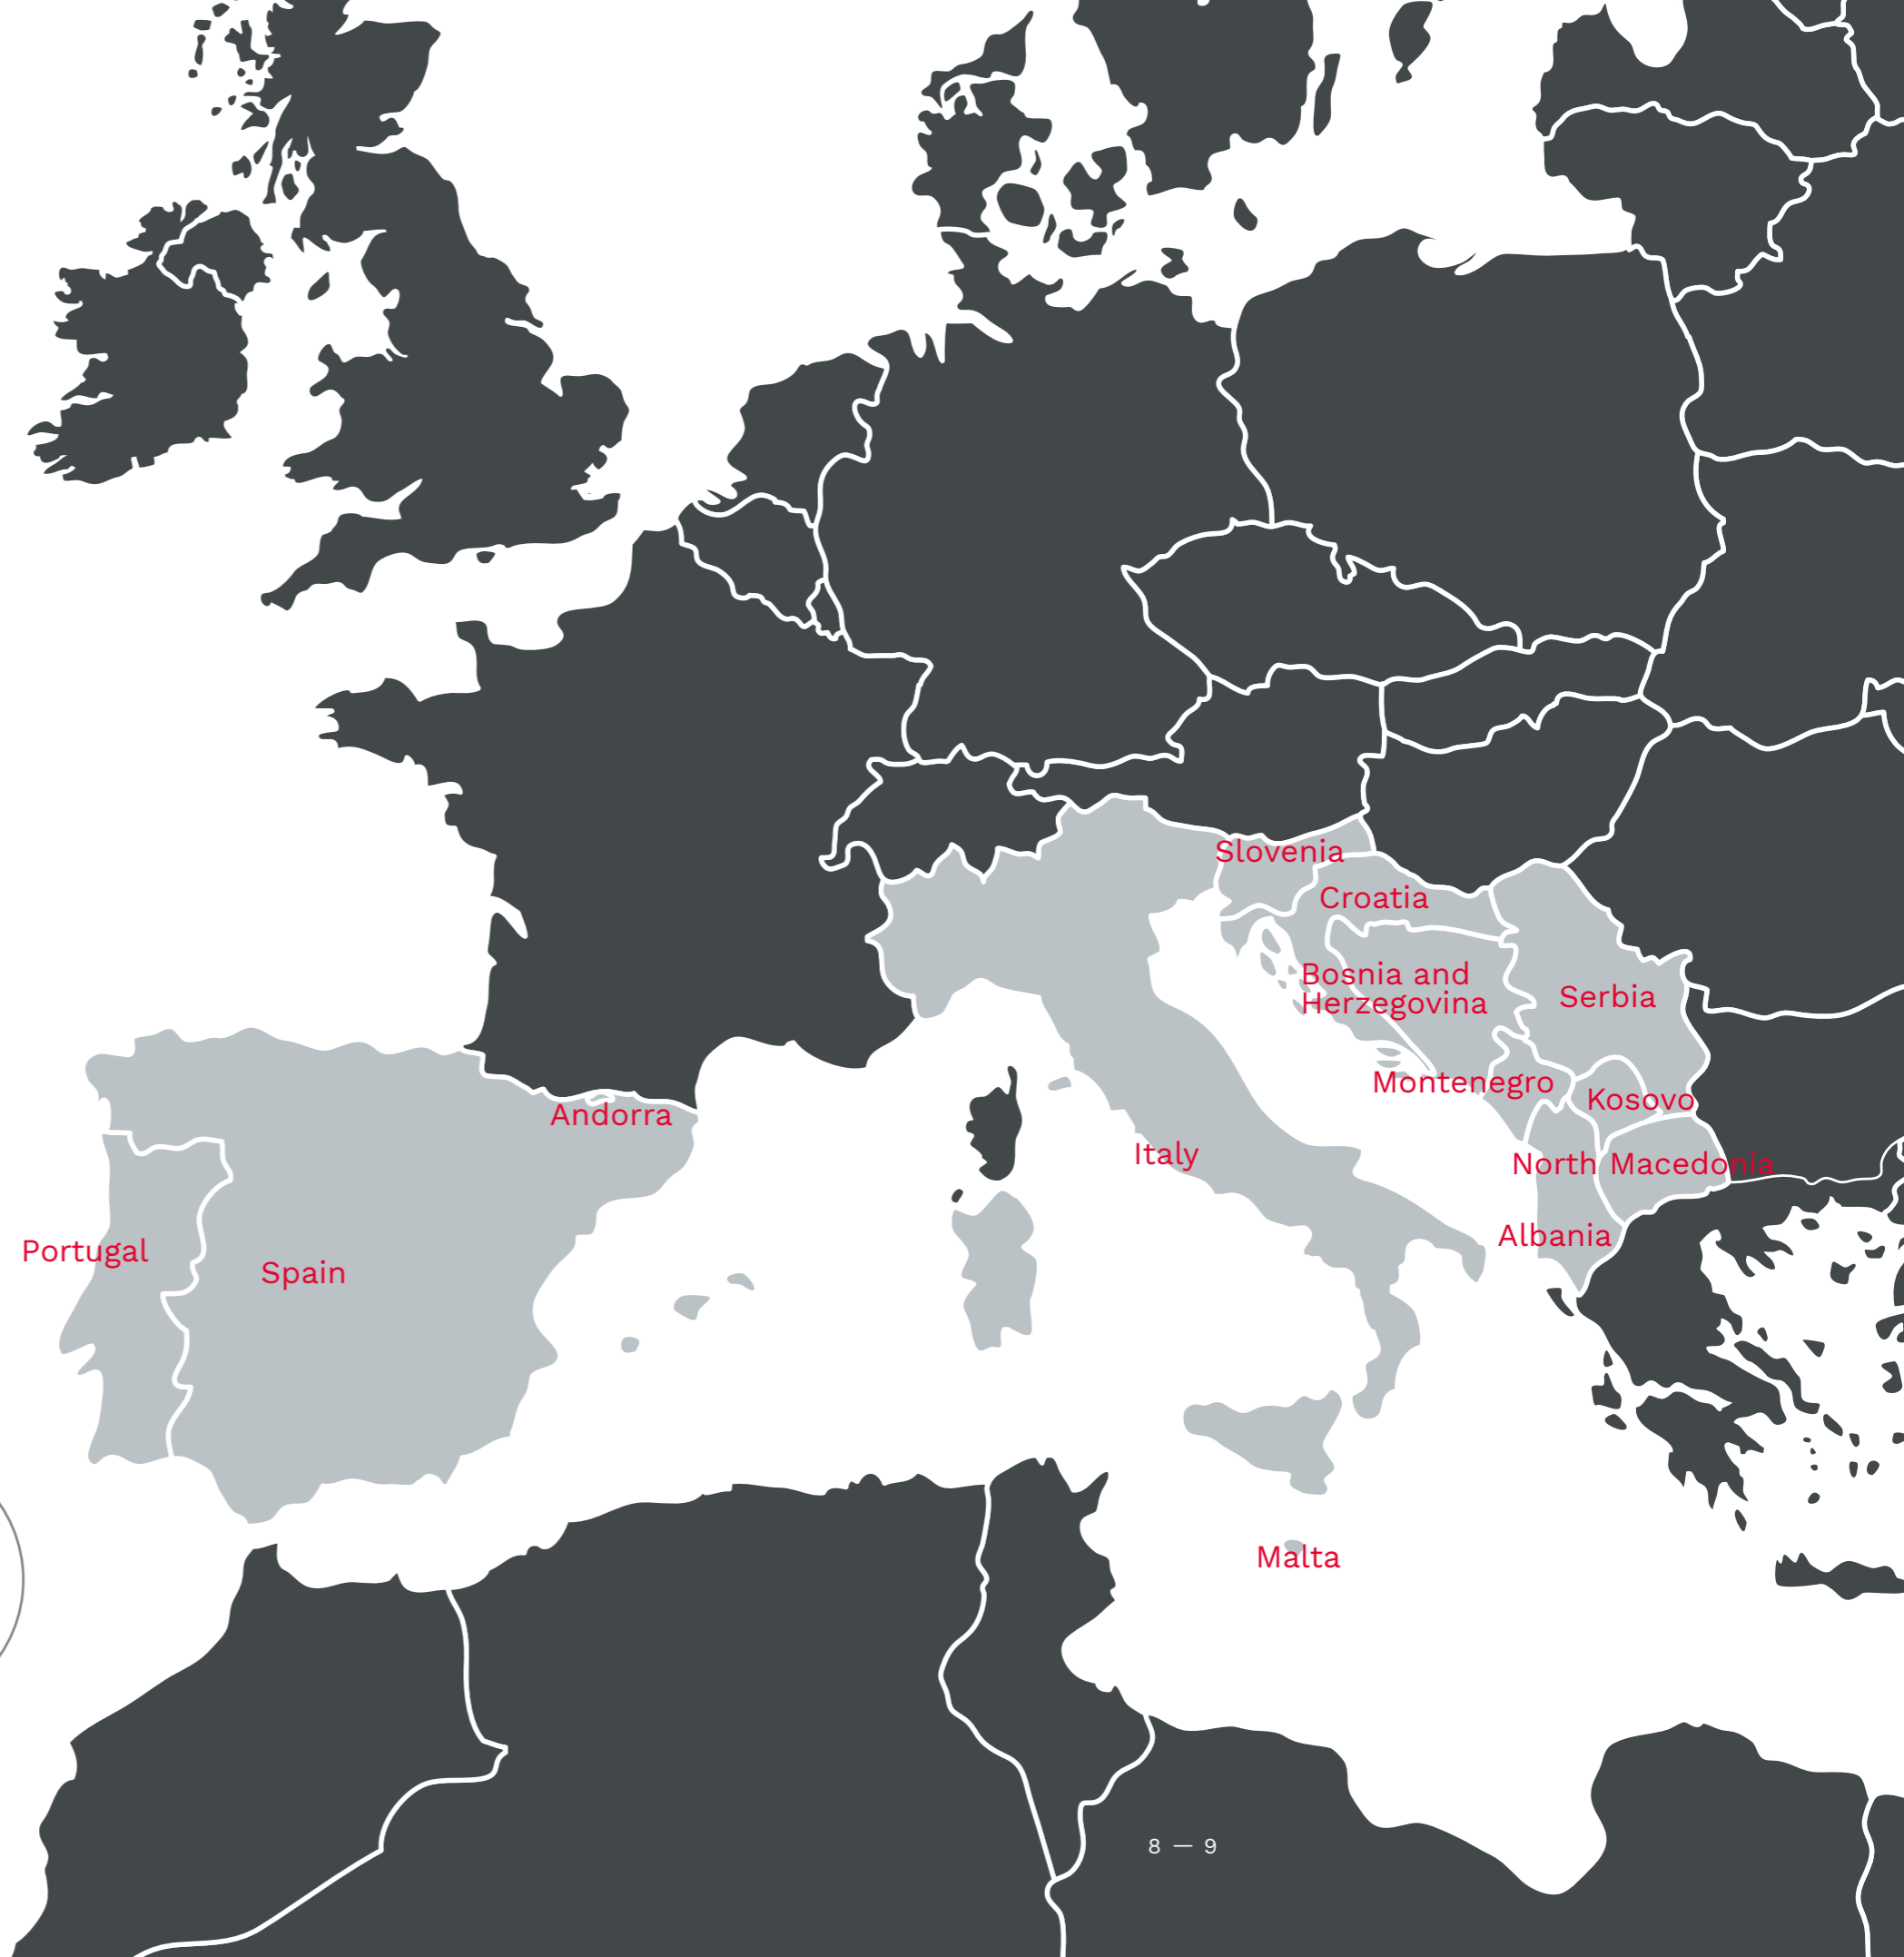 Slovenia
Croatia
Bosnia and
Herzegovina
Serbia
Montenegro
Kosovo
Andorra
Italy
North Macedonia
Albania
Portugal
Spain
Malta
8 — 9